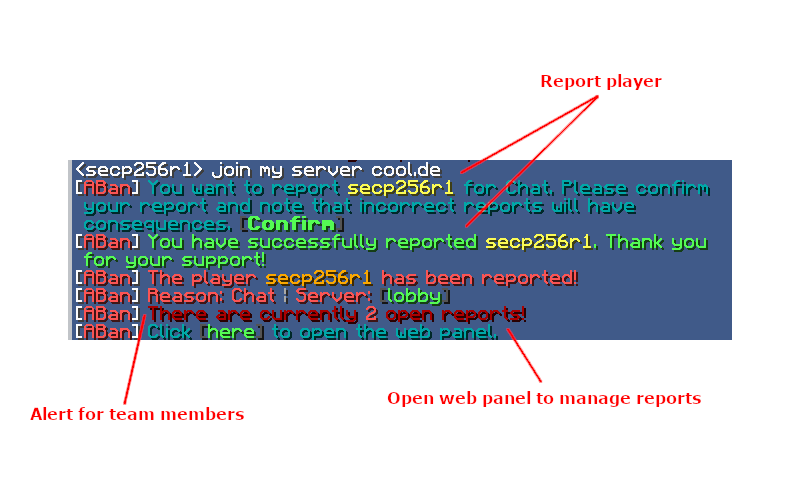 Report player
<secp256r1> join my server cool.de
[ABan] You want to report secp256r1 for Chat. Please confirm
your report and note that incorrect reports will have
consequences. [Confirm]
[ABan] You have successfully reported secp256r1. Thank you
for your support!
[ABan] The player secp256r1 has been reported!
[ABan] Reason: Chat | Server: [lobby]
[ABan] There are currently 2 open reports!
[ABan] Click [here] to open the web panel.
Open web panel to manage reports
Alert for team members